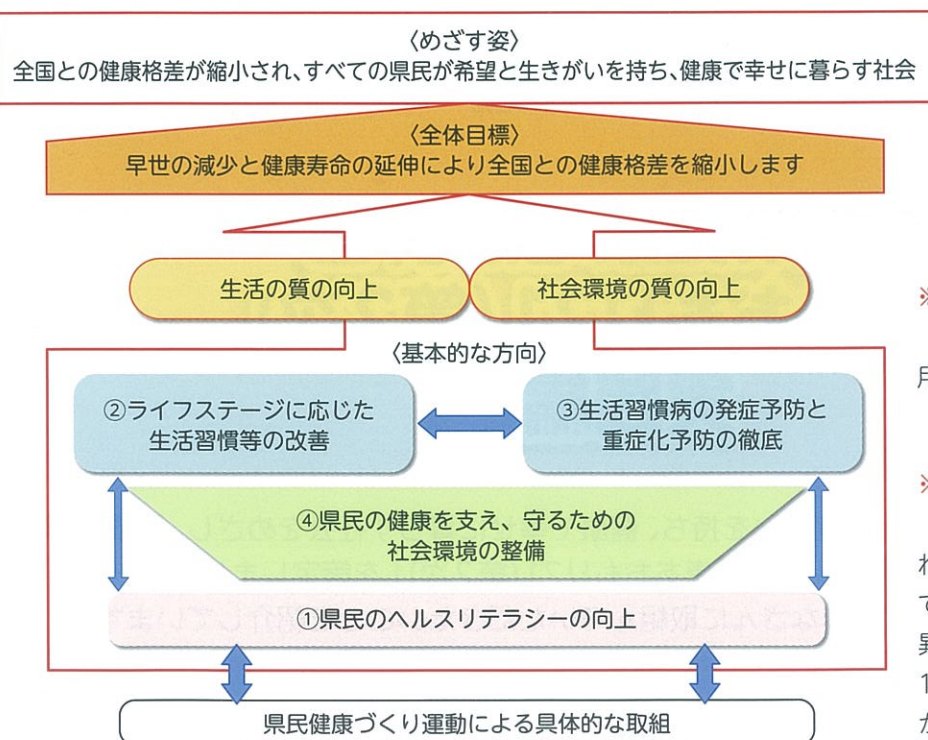 〈めざす姿〉
全国との健康格差が縮小され、すべての県民が希望と生きがいを持ち、健康で幸せに暮らす社会
〈全体目標〉
早世の減少と健康寿命の延伸により全国との健康格差を縮小します
生活の質の向上
社会環境の質の向上
〈基本的な方向〉
②ライフステージに応じた
生活習慣等の改善
③生活習慣病の発症予防と
重症化予防の徹底
④県民の健康を支え、守るための
社会環境の整備
①県民のヘルスリテラシーの向上
県民健康づくり運動による具体的な取組
※
※
て
異
1